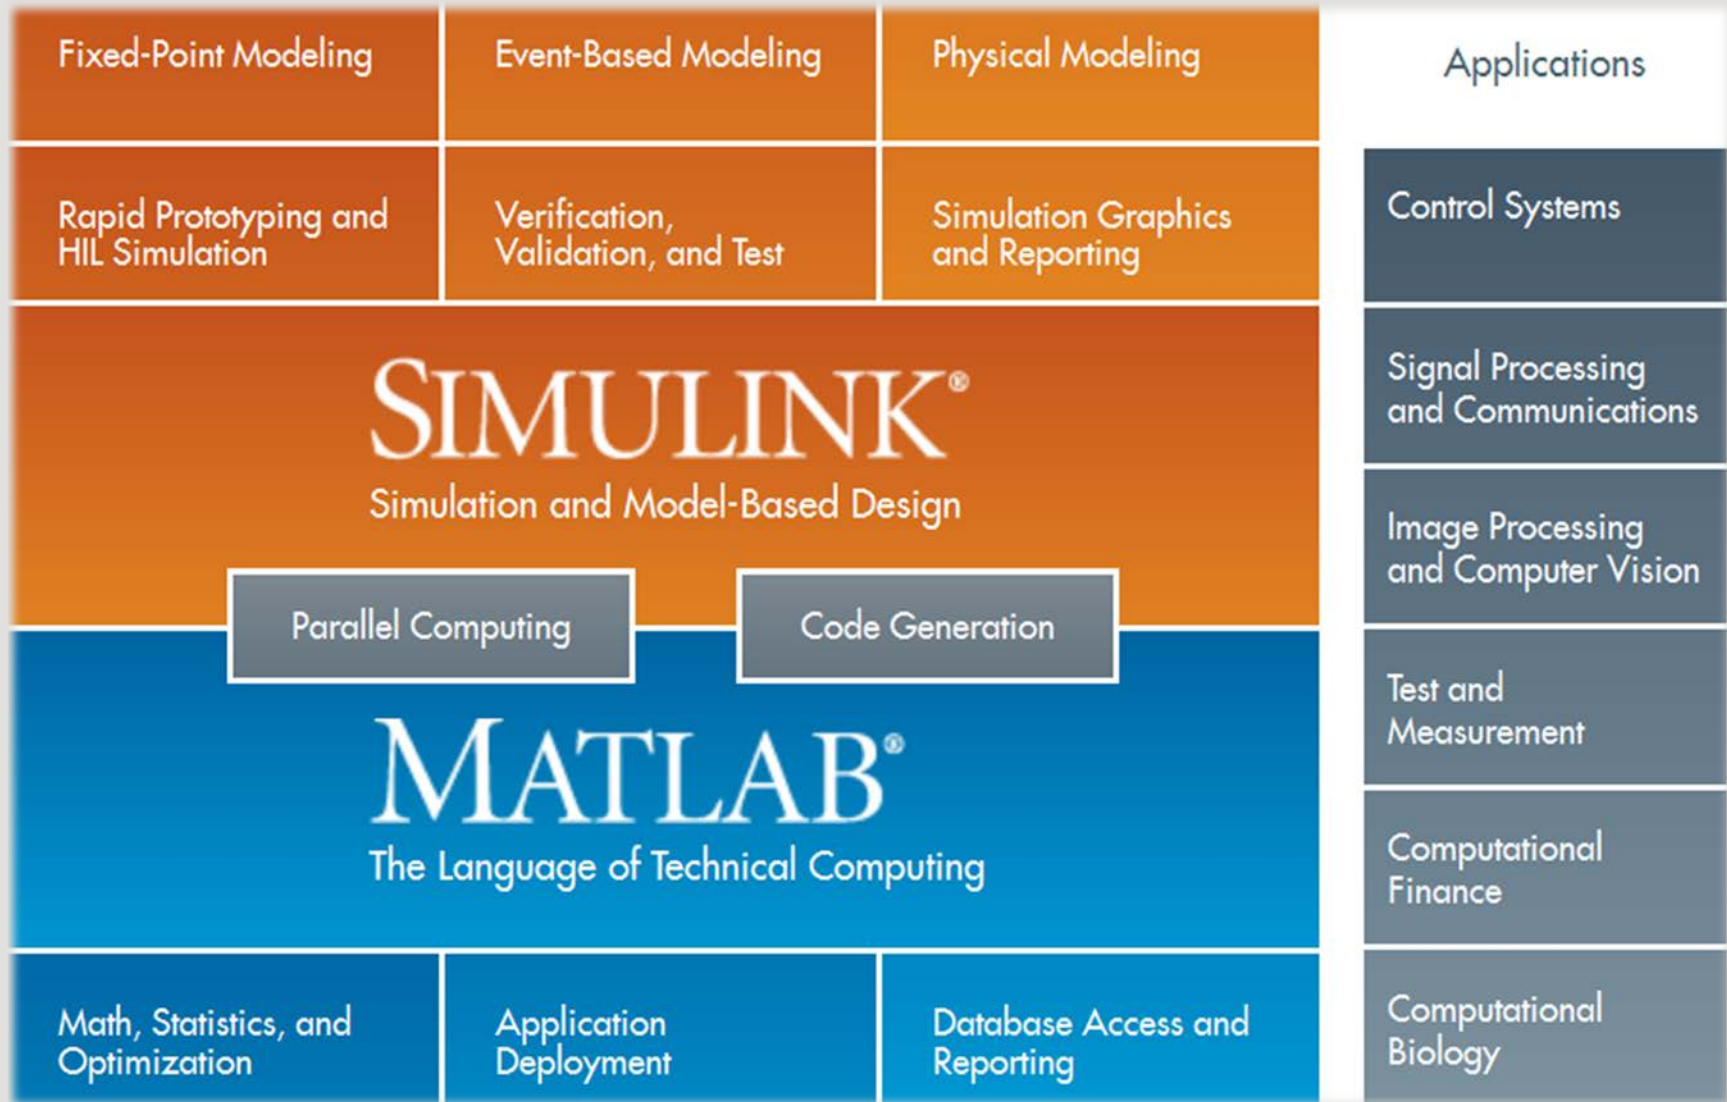 Fixed-Point Modeling
Event-Based Modeling
Physical Modeling
Rapid Prototyping and
HIL Simulation
Verification,
Validation, and Test
Simulation Graphics
and Reporting
SIMULINK®
Simulation and Model-Based Design
Parallel Computing
Code Generation
MATLAB®
The Language of Technical Computing
Math, Statistics, and
Optimization
Application
Deployment
Database Access and
Reporting
Applications
Control Systems
Signal Processing
and Communications
Image Processing
and Computer Vision
Test and
Measurement
Computational
Finance
Computational
Biology